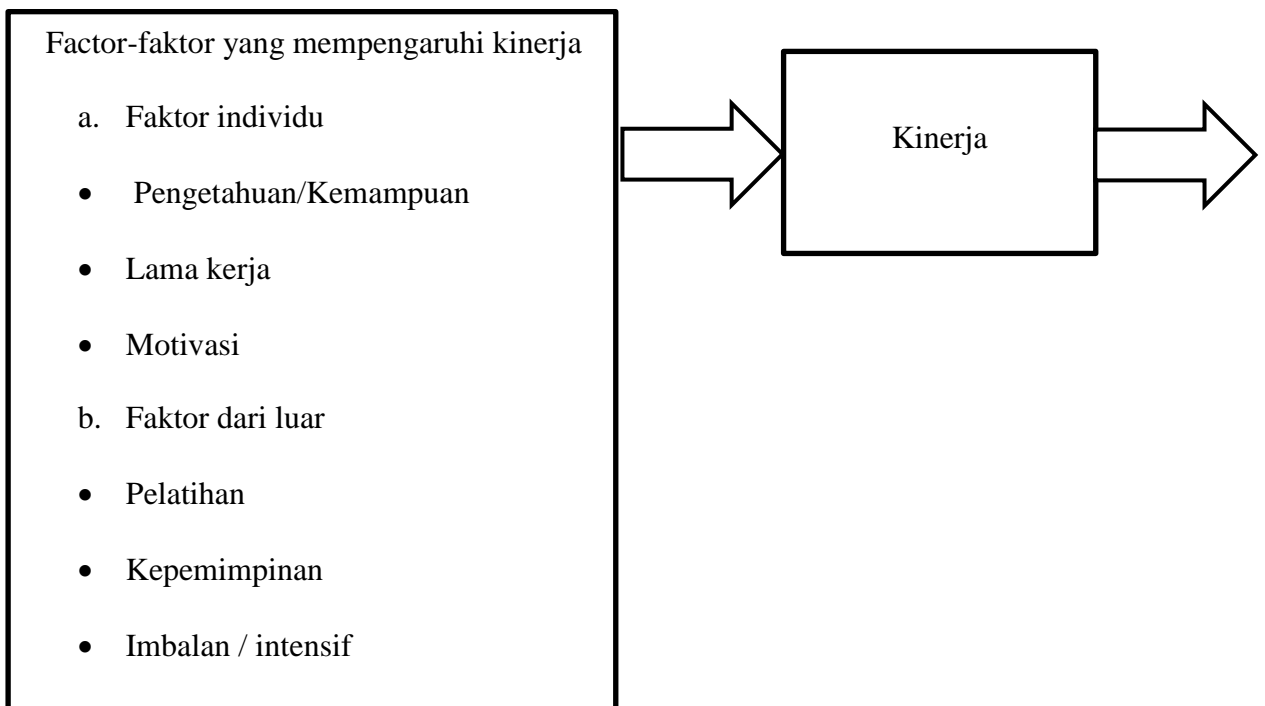 Factor-faktor yang mempengaruhi kinerja
a. Faktor individu
• Pengetahuan/Kemampuan
• Lama kerja
• Motivasi
b. Faktor dari luar
• Pelatihan
• Kepemimpinan
• Imbalan / intensif
Kinerja